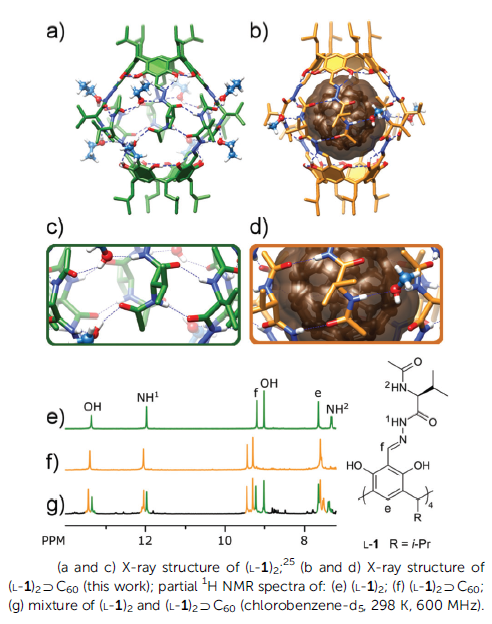 a)
b)
c)
d)
e)
OH
NH¹
f
OH
e
NH²
f)
g)
PPM
12
10
8
O
²HN
O
¹HN
N
f
HO
OH
e
4
R
L-1 R = i-Pr
(a and c) X-ray structure of (L-1)₂;²⁵ (b and d) X-ray structure of
(L-1)₂⊃C₆₀ (this work); partial ¹H NMR spectra of: (e) (L-1)₂; (f) (L-1)₂⊃C₆₀;
(g) mixture of (L-1)₂ and (L-1)₂⊃C₆₀ (chlorobenzene-d₅, 298 K, 600 MHz).